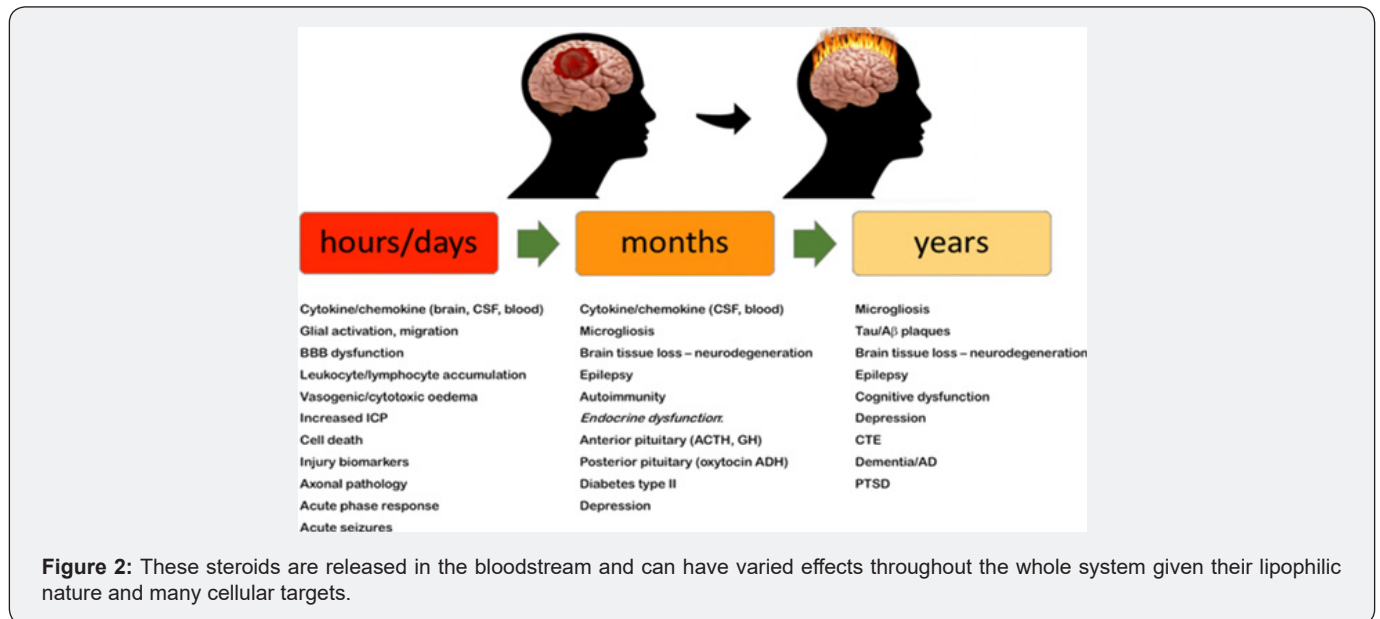 hours/days
months
years
Cytokine/chemokine (brain, CSF, blood)
Glial activation, migration
BBB dysfunction
Leukocyte/lymphocyte accumulation
Vasogenic/cytotoxic oedema
Increased ICP
Cell death
Injury biomarkers
Axonal pathology
Acute phase response
Acute seizures
Cytokine/chemokine (CSF, blood)
Microgliosis
Brain tissue loss – neurodegeneration
Epilepsy
Autoimmunity
Endocrine dysfunction:
Anterior pituitary (ACTH, GH)
Posterior pituitary (oxytocin ADH)
Diabetes type II
Depression
Microgliosis
Tau/Aβ plaques
Brain tissue loss – neurodegeneration
Epilepsy
Cognitive dysfunction
Depression
CTE
Dementia/AD
PTSD
Figure 2: These steroids are released in the bloodstream and can have varied effects throughout the whole system given their lipophilic
nature and many cellular targets.